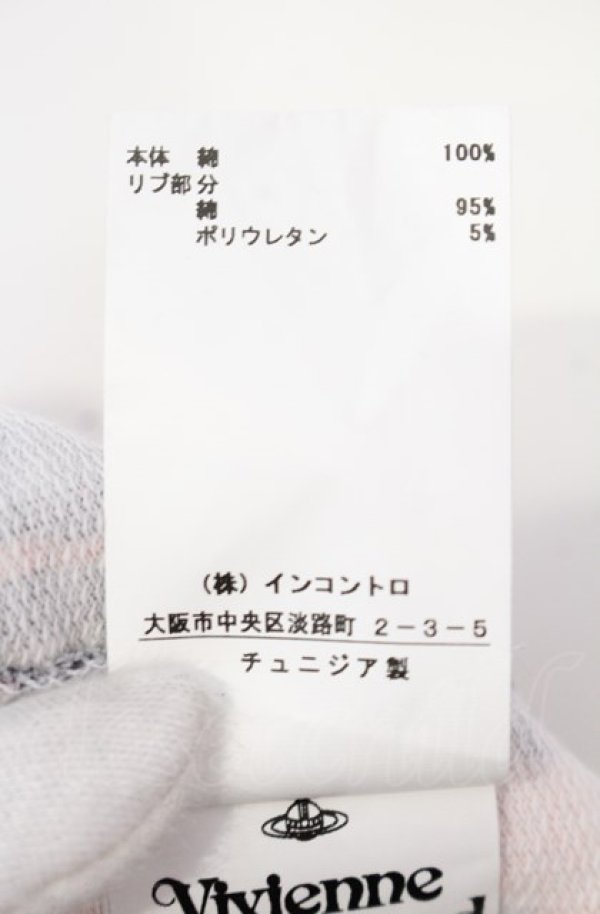 本体 綿 100%
リブ部分
綿 95%
ポリウレタン 5%
(株)インコントロ
大阪市中央区淡路町 2-3-5
チュニジア製
Vivienne